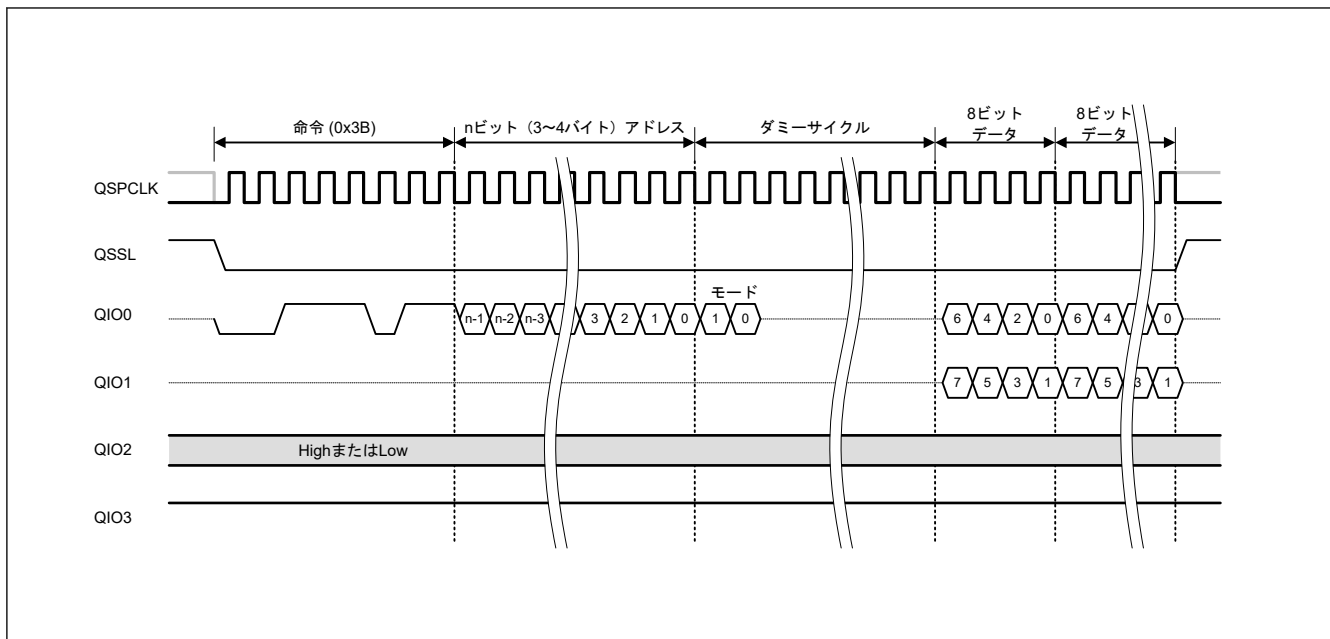 命令 (0x3B)
nビット（3～4バイト）アドレス
ダミーサイクル
8ビット
データ
8ビット
データ
QSPCLK
QSSL
モード
QIO0
n-1 n-2 n-3 3 2 1 0 1 0 6 4 2 0 6 4 0
QIO1
7 5 3 1 7 5 3 1
QIO2
HighまたはLow
QIO3